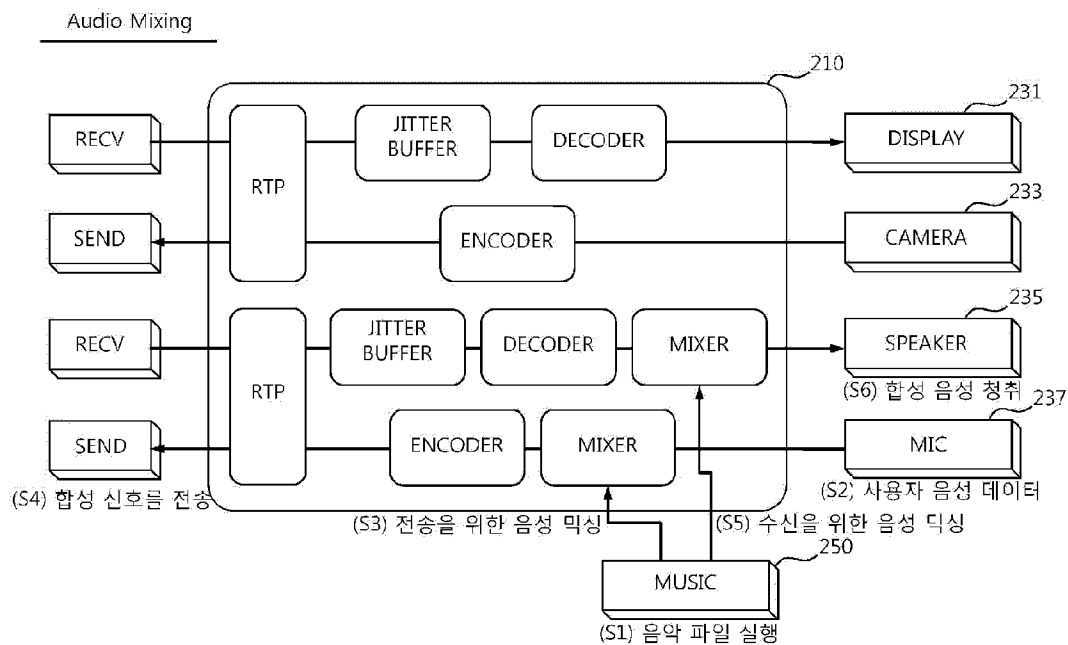 Audio Mixing
210
231
RECV
RTP
JITTER
BUFFER
DECODER
DISPLAY
233
SEND
ENCODER
CAMERA
235
RECV
RTP
JITTER
BUFFER
DECODER
MIXER
SPEAKER
(S6) 합성 음성 청취
237
SEND
ENCODER
MIXER
MIC
(S4) 합성 신호를 전송
(S2) 사용자 음성 데이터
(S3) 전송을 위한 음성 믹싱
(S5) 수신을 위한 음성 믹싱
250
MUSIC
(S1) 음악 파일 실행